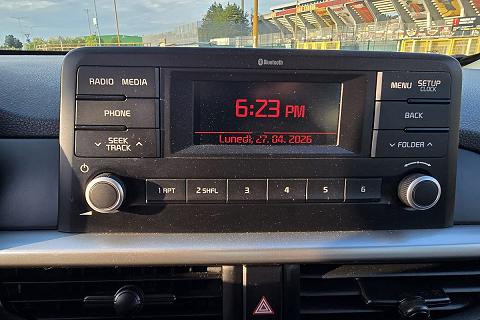 Bluetooth
RADIO MEDIA
PHONE
SEEK
TRACK
6:23 PM
Lunedì, 27. 04. 2026
MENU SETUP
CLOCK
BACK
FOLDER
1 RPT 2 SHFL 3 4 5 6